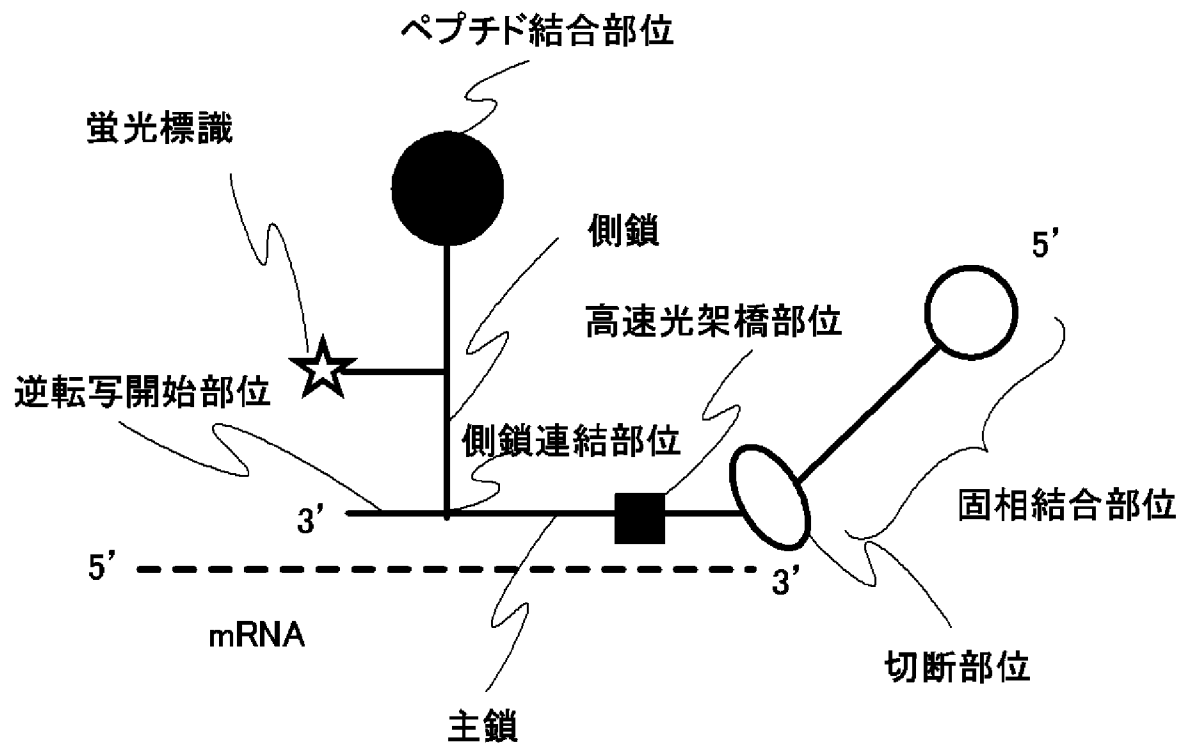 ペプチド結合部位
蛍光標識
側鎖
5’
高速光架橋部位
逆転写開始部位
側鎖連結部位
固相結合部位
3’
5’
3’
mRNA
切断部位
主鎖